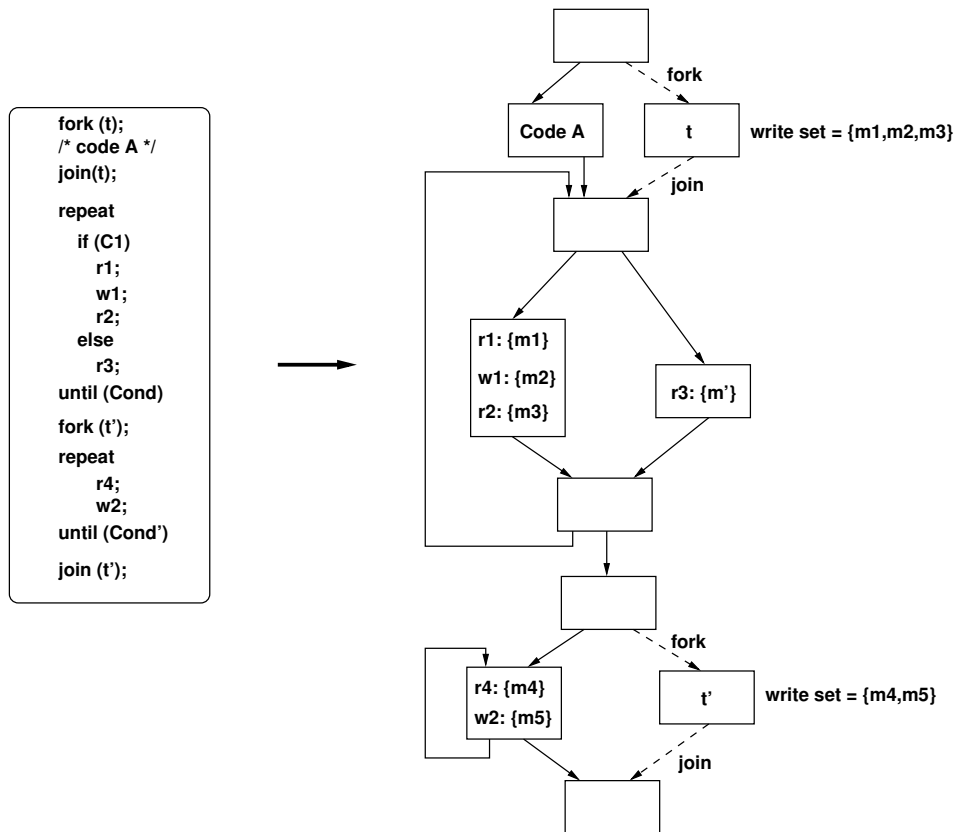 fork (t);
/* code A */
join(t);
repeat
if (C1)
r1;
w1;
r2;
else
r3;
until (Cond)
fork (t');
repeat
r4;
w2;
until (Cond')
join (t');
fork
Code A
t
write set = {m1,m2,m3}
join
r1: {m1}
w1: {m2}
r2: {m3}
r3: {m'}
fork
r4: {m4}
w2: {m5}
t'
write set = {m4,m5}
join